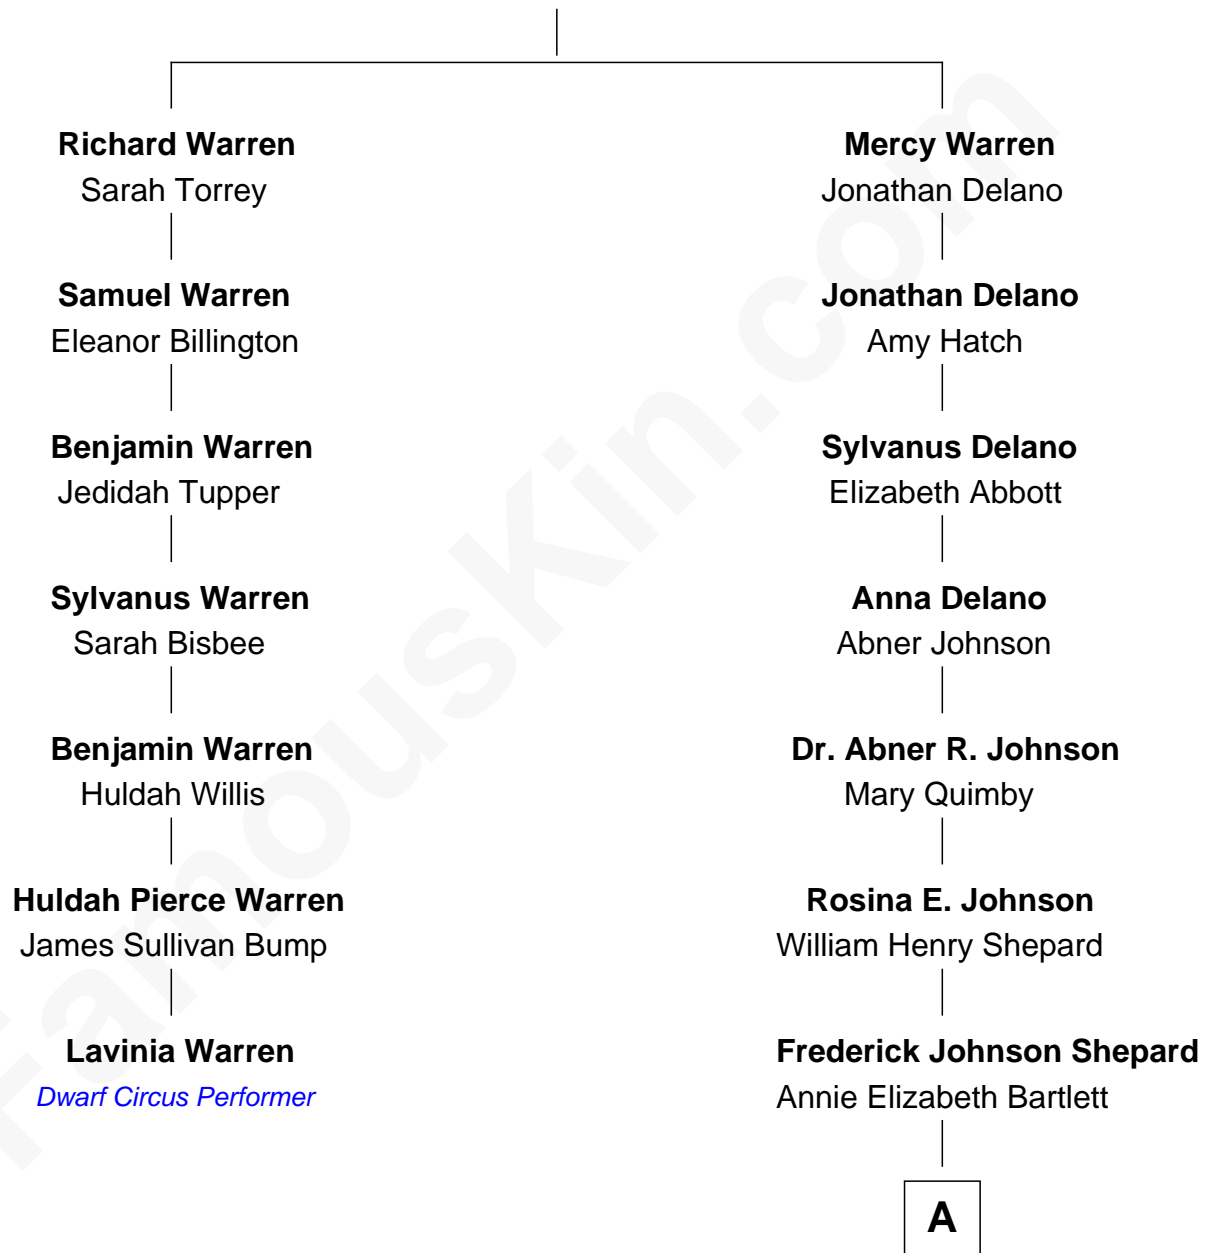 Richard Warren
Sarah Torrey
Samuel Warren
Eleanor Billington
Benjamin Warren
Jedidah Tupper
Sylvanus Warren
Sarah Bisbee
Benjamin Warren
Huldah Willis
Huldah Pierce Warren
James Sullivan Bump
Lavinia Warren
Dwarf Circus Performer
Mercy Warren
Jonathan Delano
Jonathan Delano
Amy Hatch
Sylvanus Delano
Elizabeth Abbott
Anna Delano
Abner Johnson
Dr. Abner R. Johnson
Mary Quimby
Rosina E. Johnson
William Henry Shepard
Frederick Johnson Shepard
Annie Elizabeth Bartlett
A
FamousKin.com